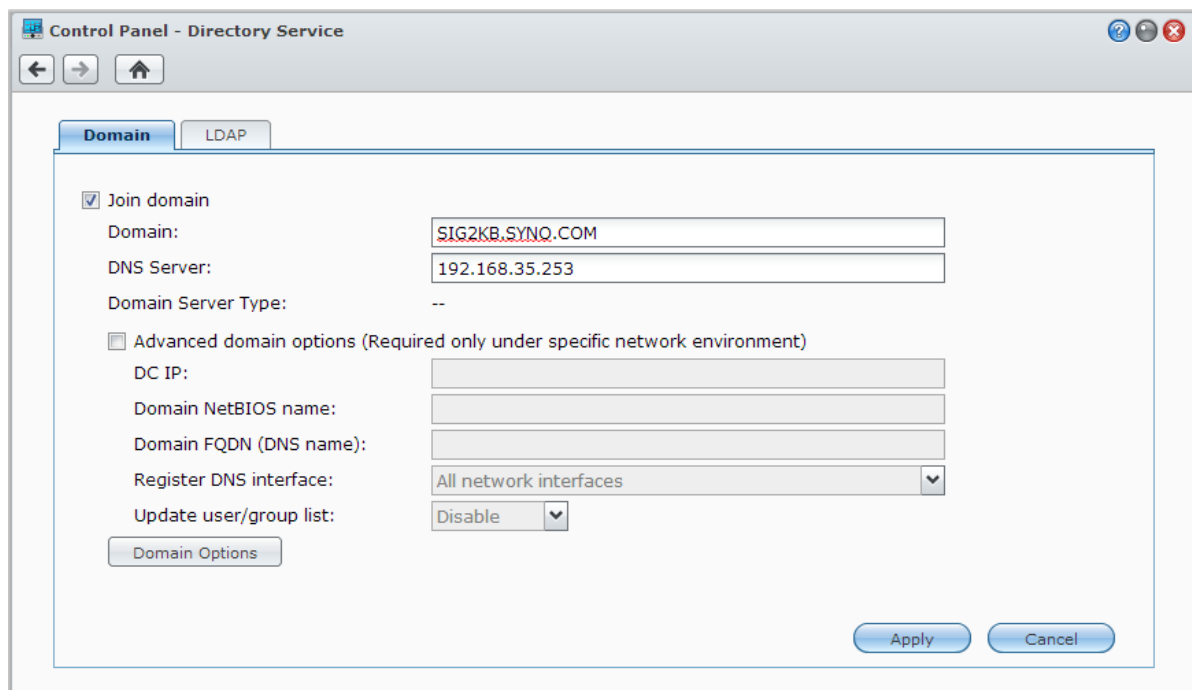 Control Panel - Directory Service
Domain LDAP
Join domain
Domain: SIG2KB.SYNO.COM
DNS Server: 192.168.35.253
Domain Server Type: --
Advanced domain options (Required only under specific network environment)
DC IP:
Domain NetBIOS name:
Domain FQDN (DNS name):
Register DNS interface: All network interfaces
Update user/group list: Disable
Domain Options
Apply Cancel